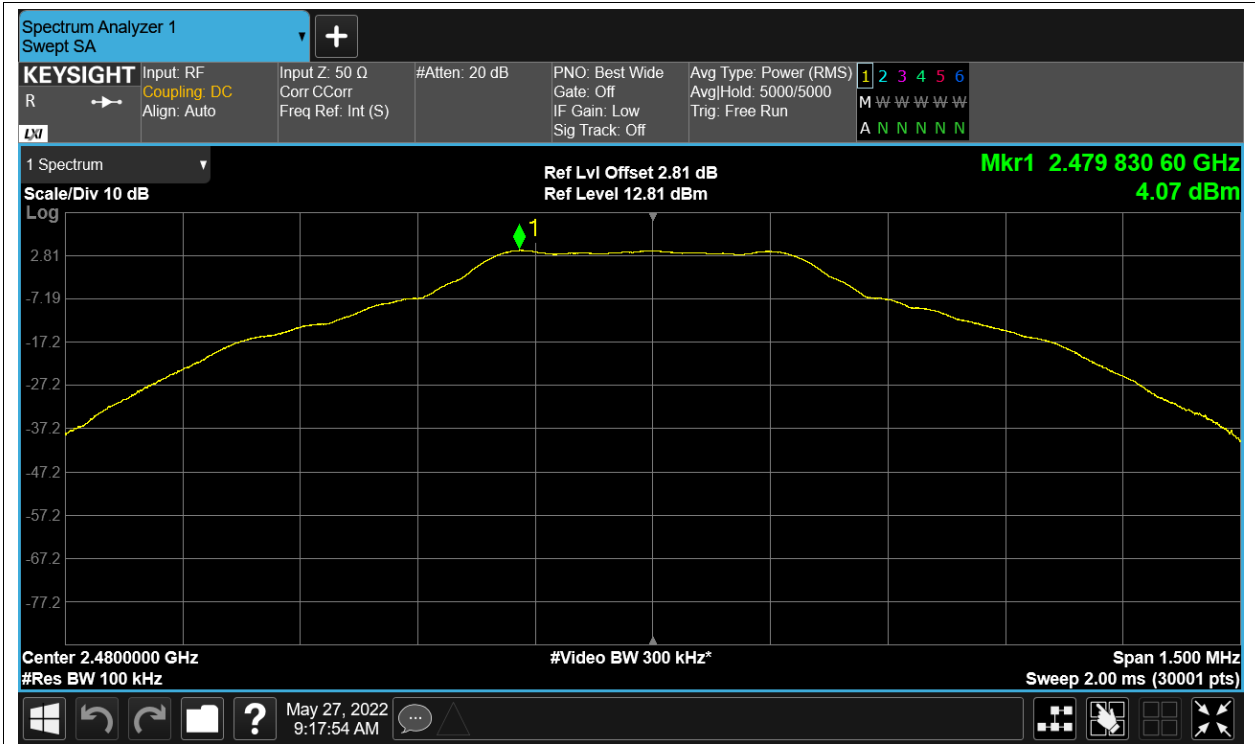 Spectrum Analyzer 1
Swept SA
KEYSIGHT
R
LXI
Input: RF
Coupling: DC
Align: Auto
Input Z: 50 Ω
Corr CCorr
Freq Ref: Int (S)
#Atten: 20 dB
PNO: Best Wide
Gate: Off
IF Gain: Low
Sig Track: Off
Avg Type: Power (RMS)
Avg|Hold: 5000/5000
Trig: Free Run
1 2 3 4 5 6
M W W W W W
A N N N N N
1 Spectrum
Scale/Div 10 dB
Log
Ref Lvl Offset 2.81 dB
Ref Level 12.81 dBm
Mkr1 2.479 830 60 GHz
4.07 dBm
1
2.81
-7.19
-17.2
-27.2
-37.2
-47.2
-57.2
-67.2
-77.2
Center 2.4800000 GHz
#Res BW 100 kHz
#Video BW 300 kHz*
Span 1.500 MHz
Sweep 2.00 ms (30001 pts)
?
May 27, 2022
9:17:54 AM